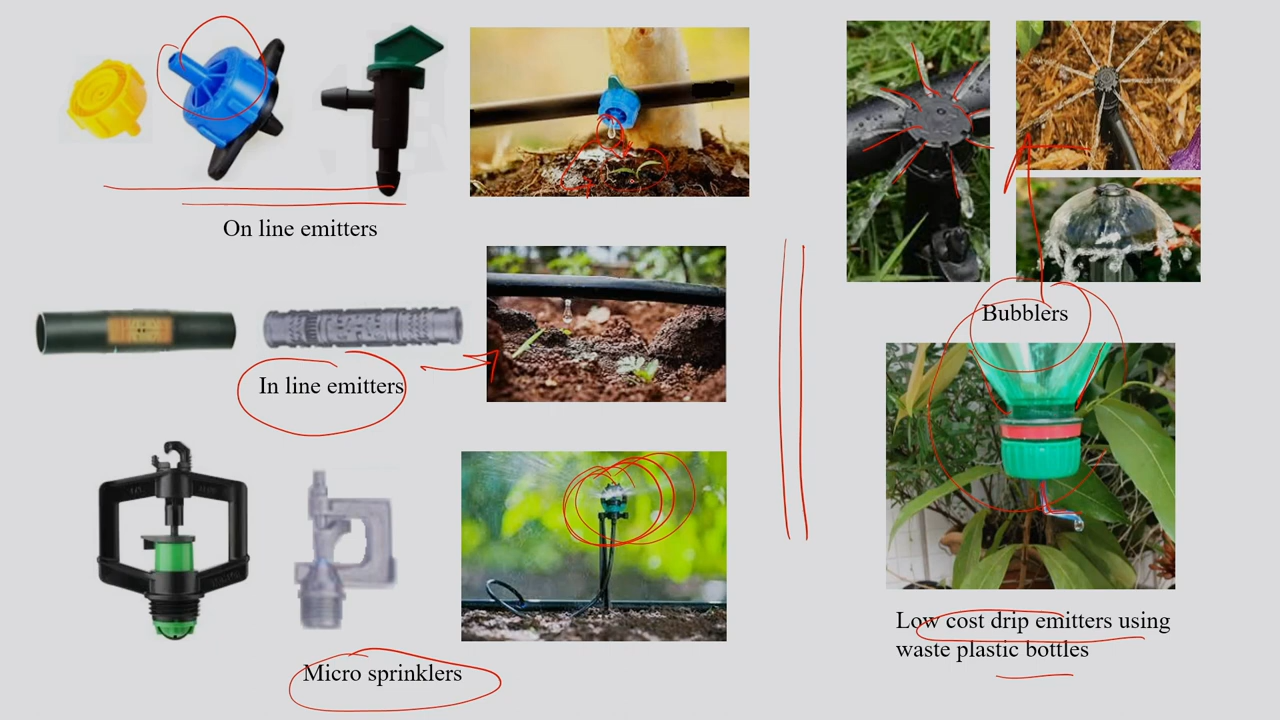 On line emitters
In line emitters
Micro sprinklers
Bubblers
Low cost drip emitters using
waste plastic bottles